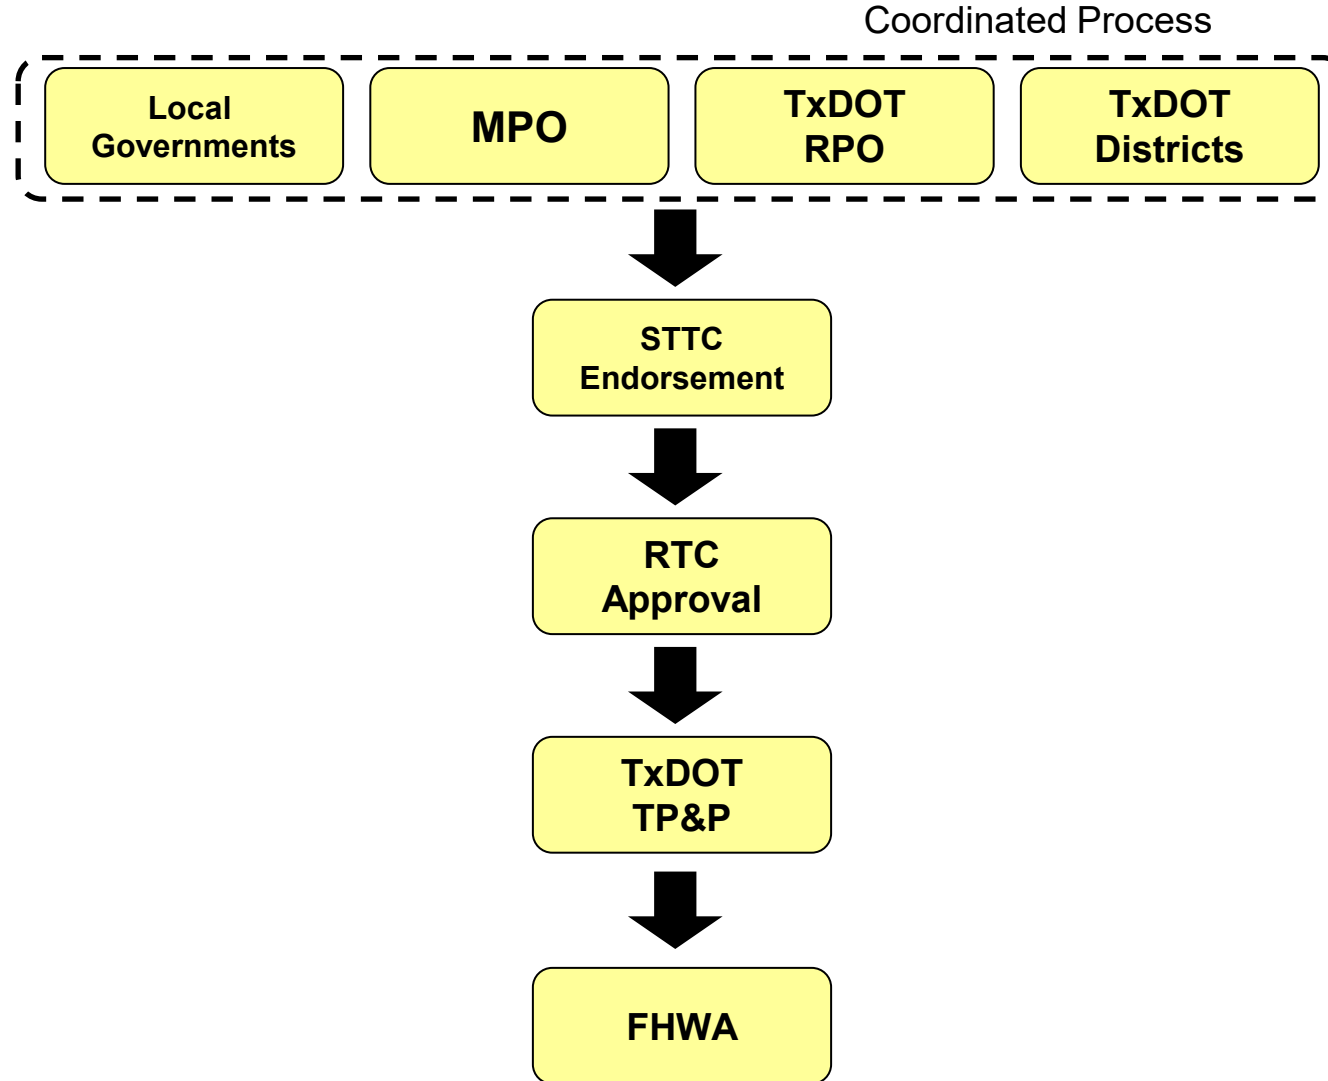 Coordinated Process
Local
Governments
MPO
TxDOT
RPO
TxDOT
Districts
STTC
Endorsement
RTC
Approval
TxDOT
TP&P
FHWA